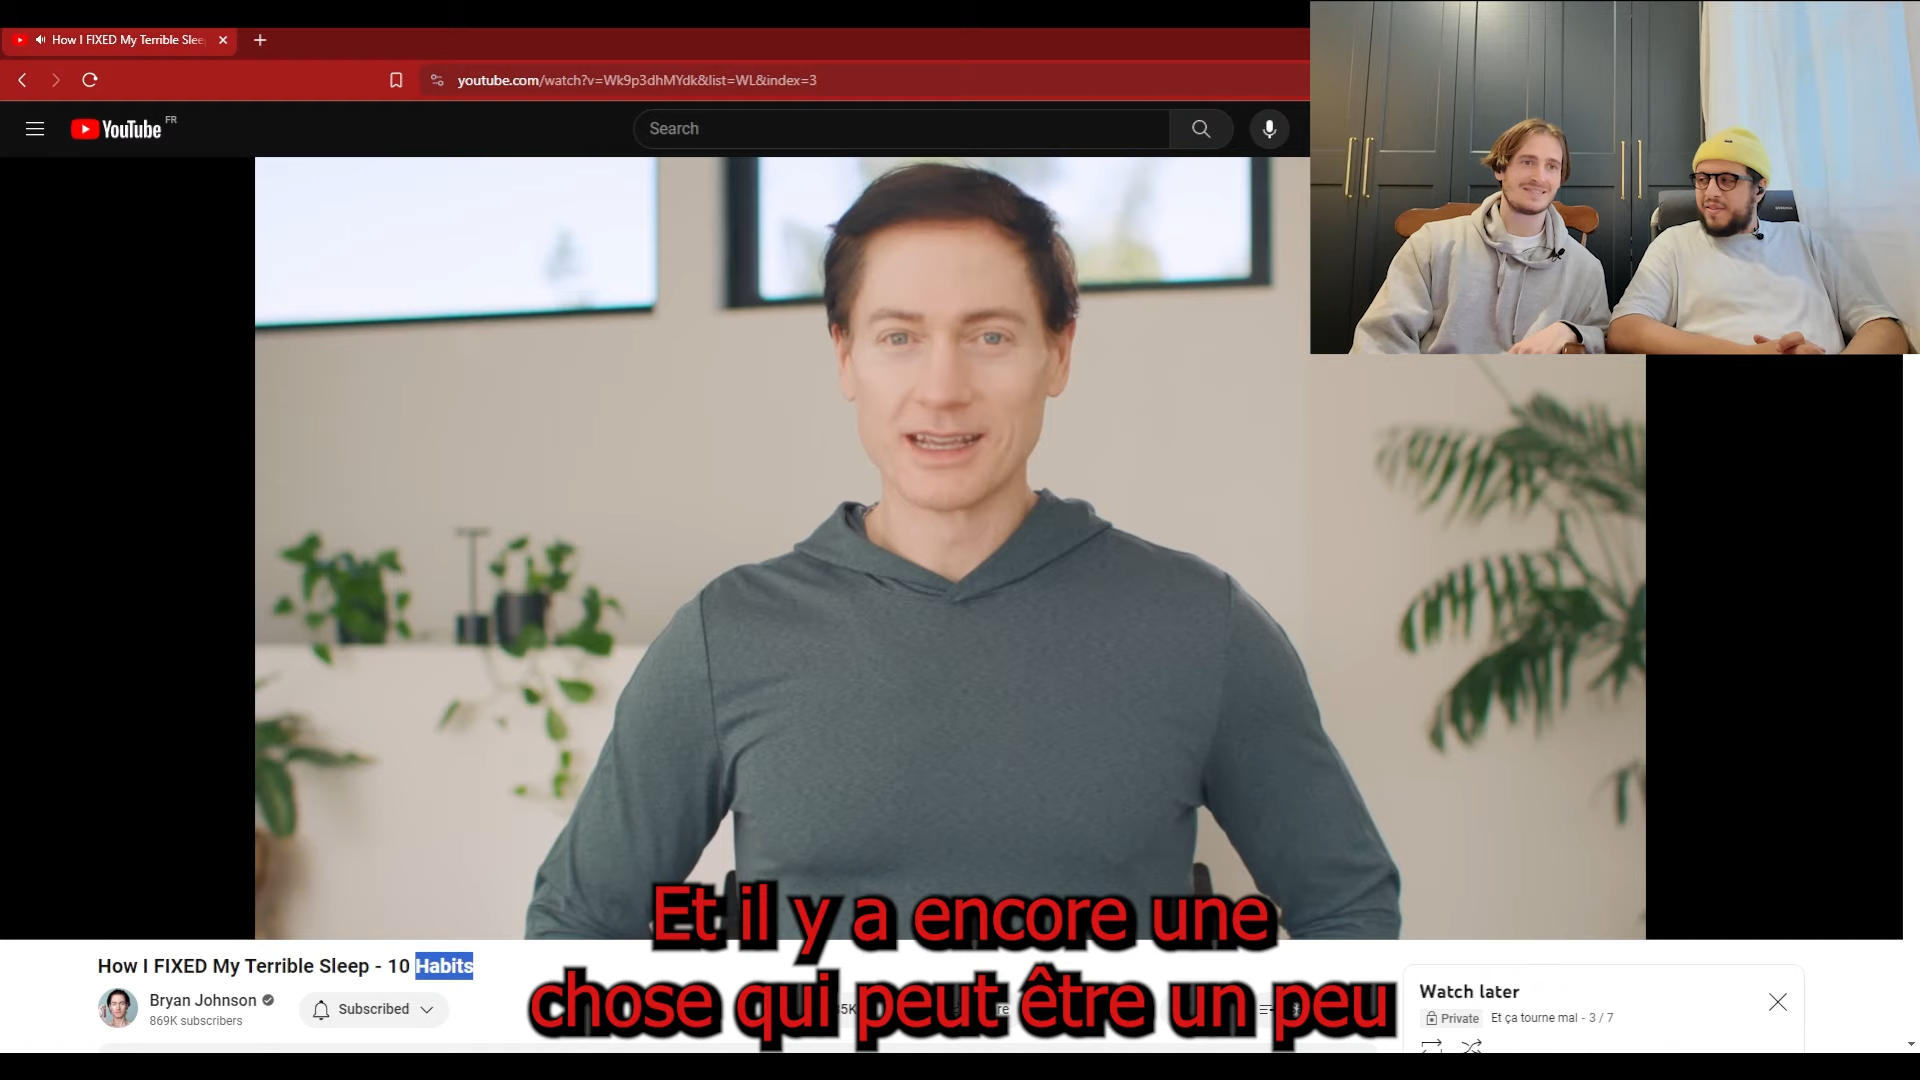 How I FIXED My Terrible Slee
youtube.com/watch?v=Wk9p3dhMYdk&list=WL&index=3
YouTube FR
Search
Et il y a encore une
chose qui peut être un peu
How I FIXED My Terrible Sleep - 10 Habits
Bryan Johnson
869K subscribers
Subscribed
5K
re
Watch later
Private Et ça tourne mal - 3 / 7